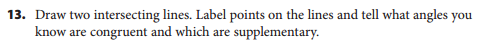 13. Draw two intersecting lines. Label points on the lines and tell what angles you
know are congruent and which are supplementary.